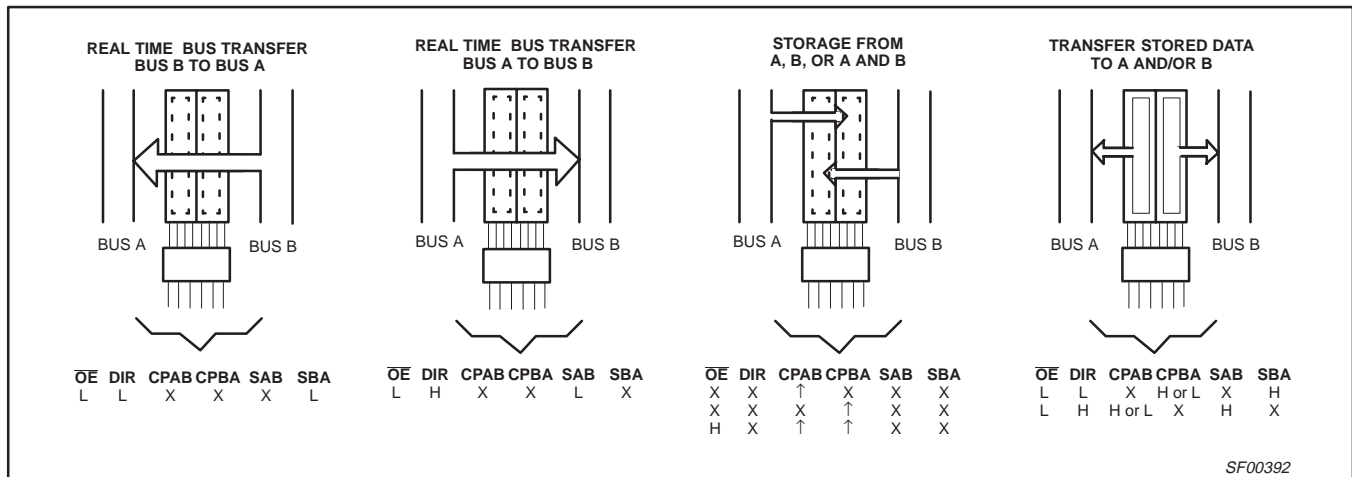 REAL TIME BUS TRANSFER
BUS B TO BUS A
BUS A
BUS B
OE DIR CPAB CPBA SAB SBA
L L X X X L
REAL TIME BUS TRANSFER
BUS A TO BUS B
BUS A
BUS B
OE DIR CPAB CPBA SAB SBA
L H X X L X
STORAGE FROM
A, B, OR A AND B
BUS A
BUS B
OE DIR CPAB CPBA SAB SBA
X X ↑ X X X
X X X ↑ X X
H X ↑ ↑ X X
TRANSFER STORED DATA
TO A AND/OR B
BUS A
BUS B
OE DIR CPAB CPBA SAB SBA
L L X H or L X H
L H H or L X H X
SF00392